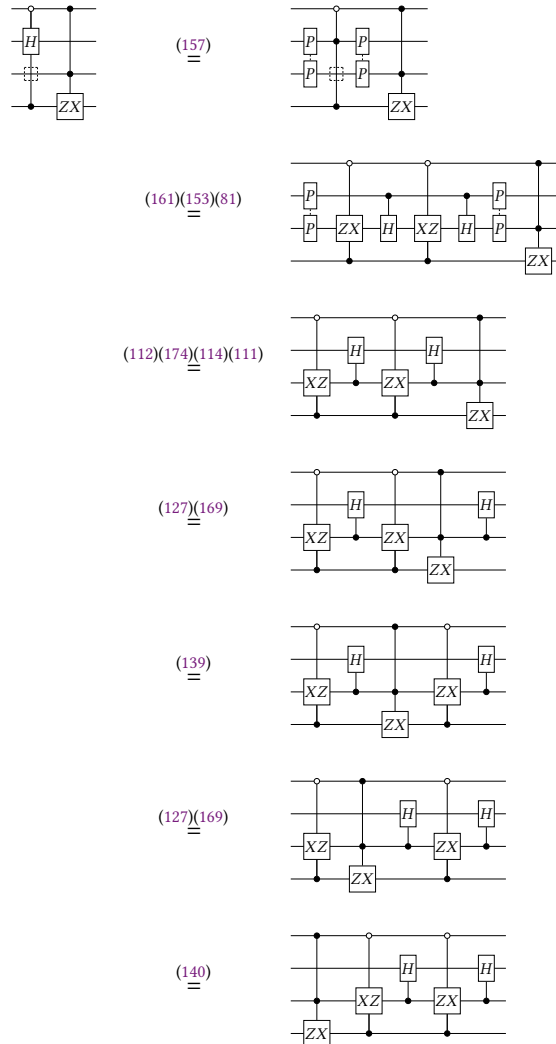 H
ZX
(157)
=
P P
P P
ZX
(161)(153)(81)
=
P P
P ZX H XZ H P
ZX
(112)(174)(114)(111)
=
H H
XZ ZX
ZX
(127)(169)
=
H H
XZ ZX
ZX
(139)
=
H H
XZ ZX
ZX
(127)(169)
=
H H
XZ ZX
ZX
(140)
=
H H
XZ ZX
ZX